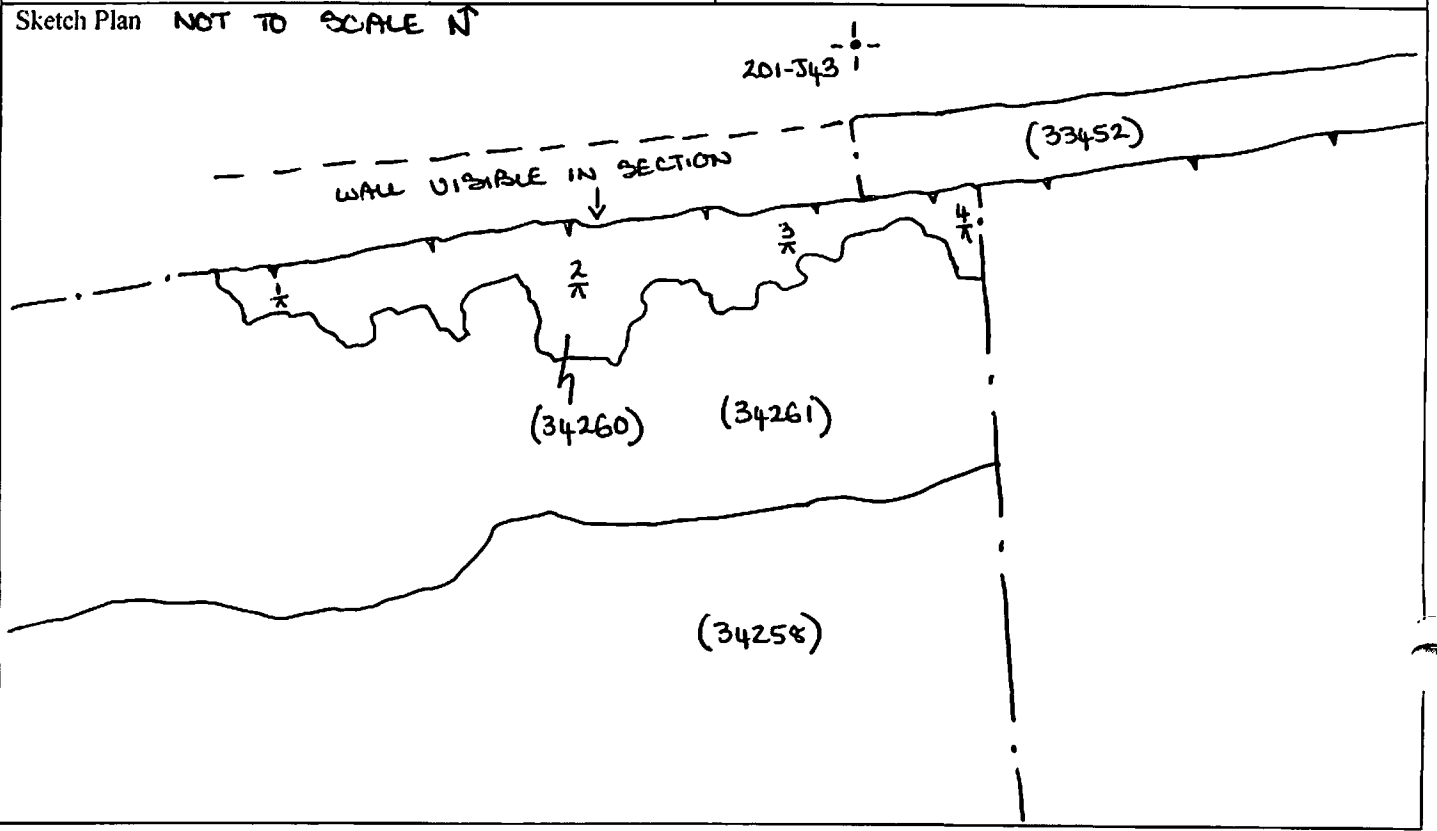 Sketch Plan NOT TO SCALE N
201-J43
(33452)
WALL VISIBLE IN SECTION
1
2
3
4
(34260)
(34261)
(34258)